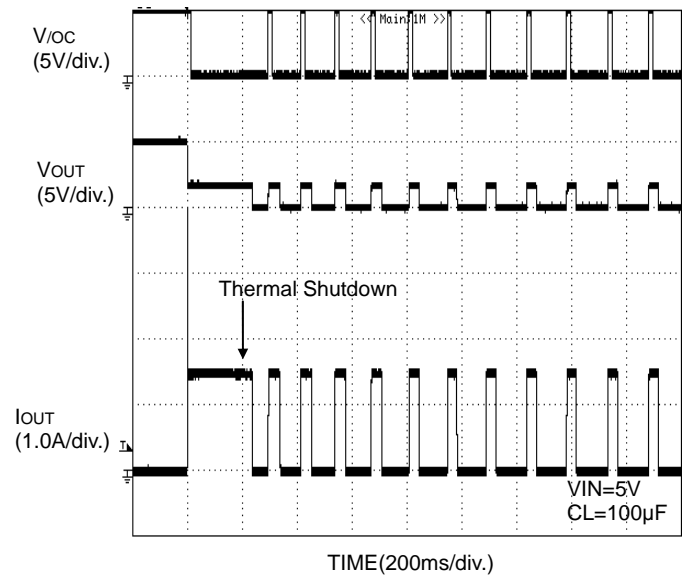 V/OC
(5V/div.)
<< Main:1M >>
VOUT
(5V/div.)
Thermal Shutdown
IOUT
(1.0A/div.)
T
VIN=5V
CL=100µF
TIME(200ms/div.)